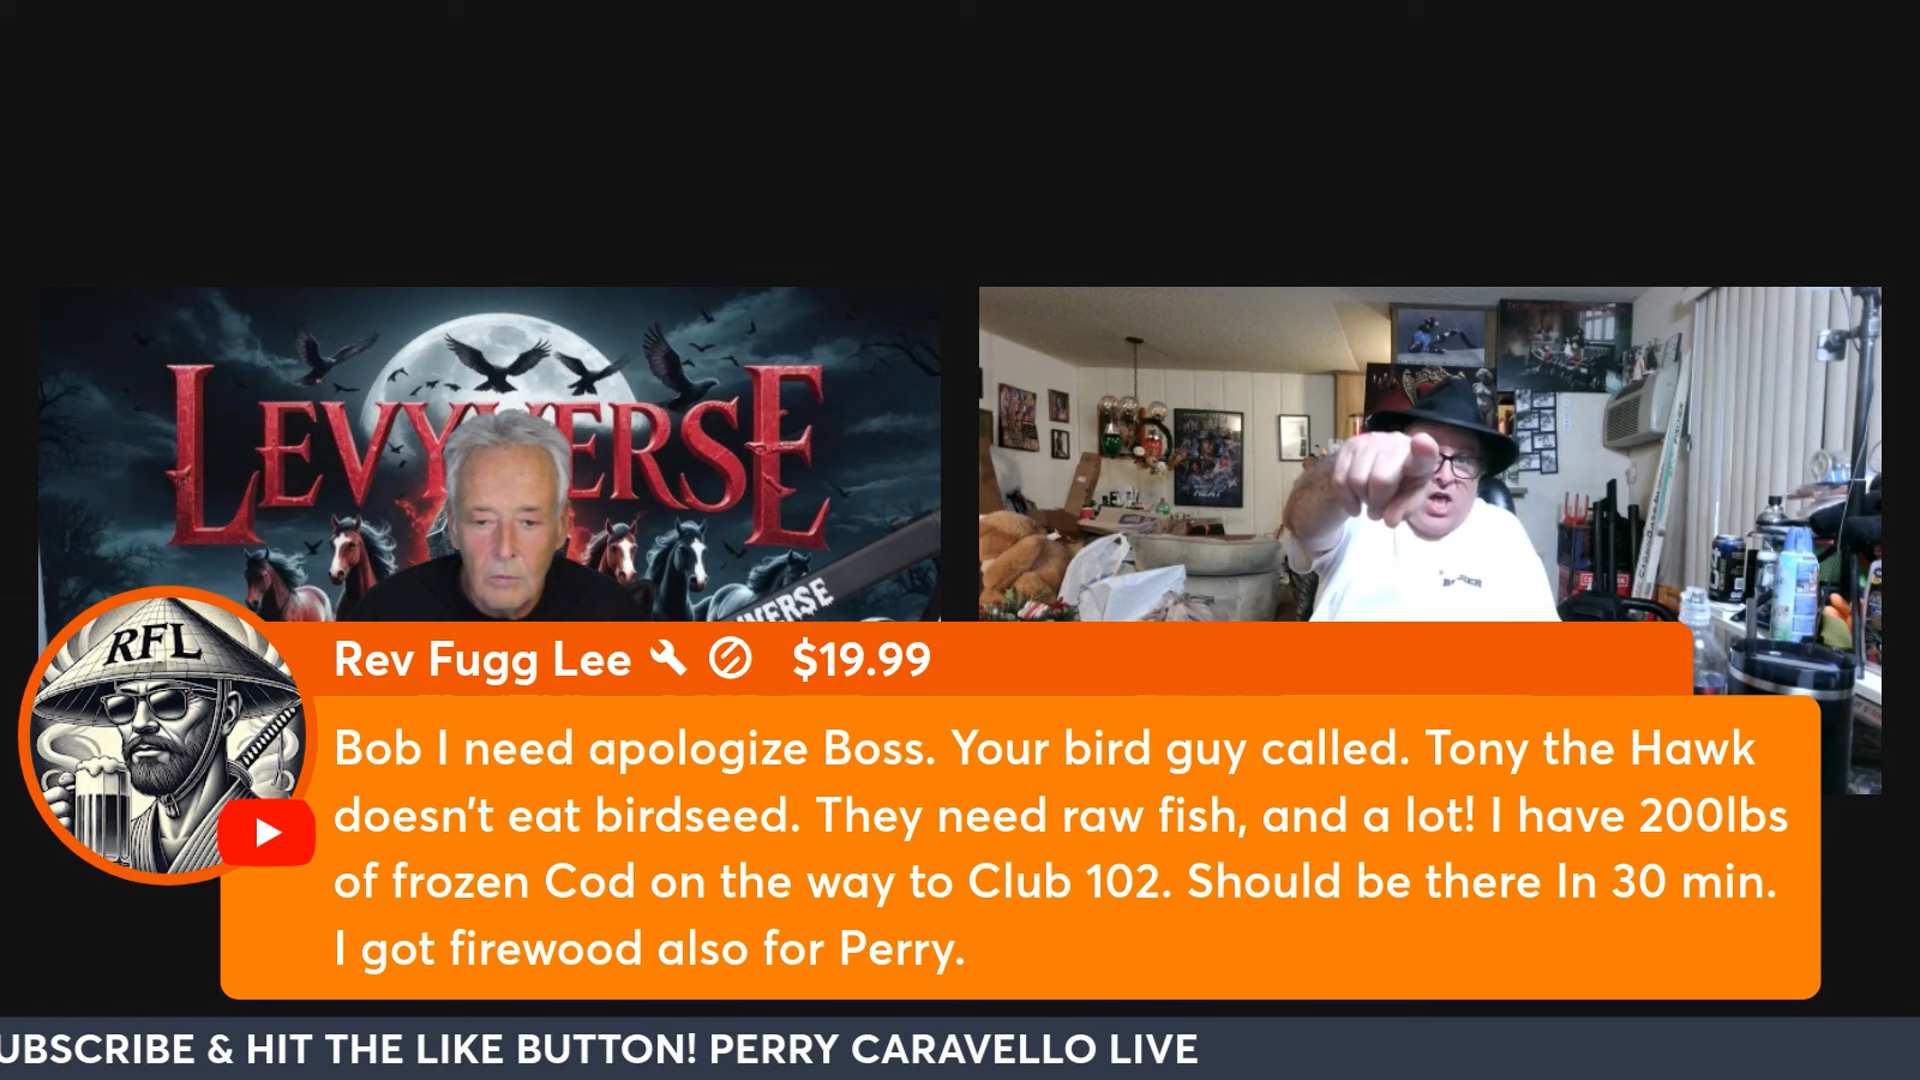 LEVYVERSE
VERSE
HEAT
RFL
Rev Fugg Lee $19.99
Bob I need apologize Boss. Your bird guy called. Tony the Hawk
doesn't eat birdseed. They need raw fish, and a lot! I have 200lbs
of frozen Cod on the way to Club 102. Should be there In 30 min.
I got firewood also for Perry.
UBSCRIBE & HIT THE LIKE BUTTON! PERRY CARAVELLO LIVE